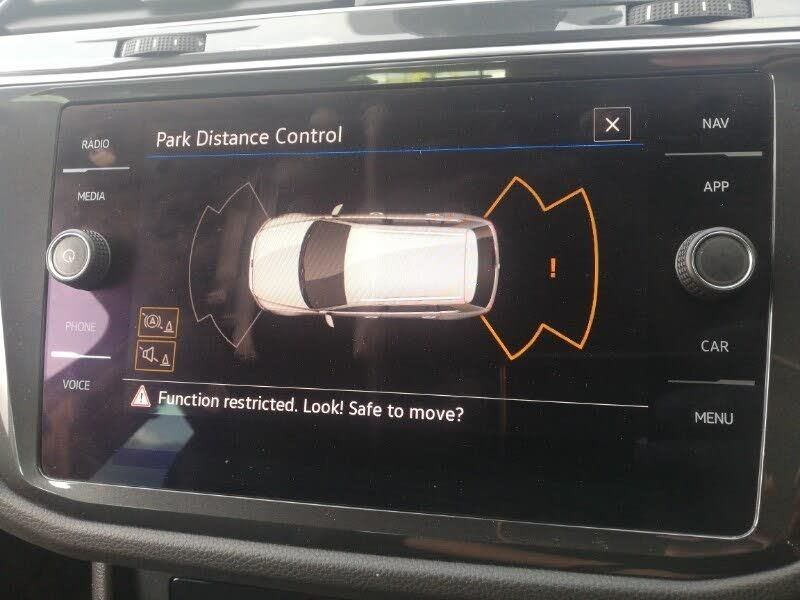 Park Distance Control
RADIO
MEDIA
PHONE
VOICE
NAV
APP
CAR
MENU
!
Function restricted. Look! Safe to move?